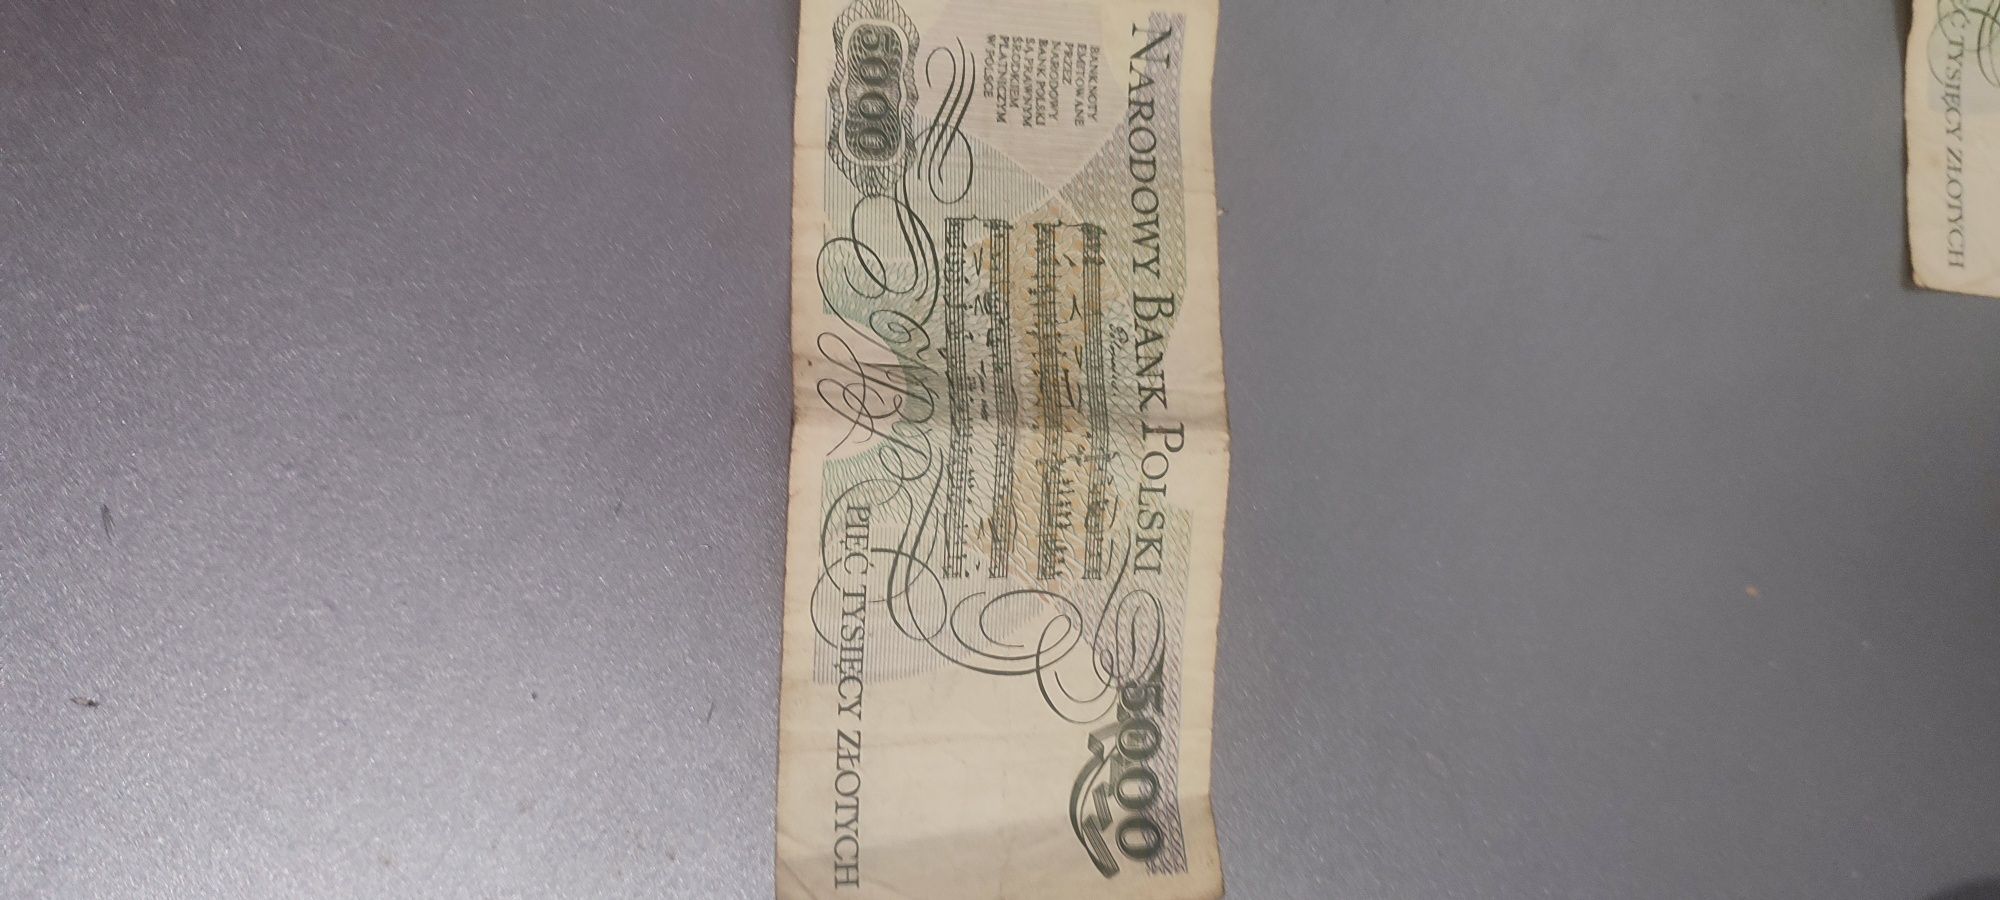 NARODOWY BANK POLSKI
BANKNOTY
EMITOWANE
PRZEZ
NARODOWY
BANK POLSKI
SĄ PRAWNYM
ŚRODKIEM
PŁATNICZYM
W POLSCE
5000
5000
PIĘĆ TYSIĘCY ZŁOTYCH
TYSIĘCY ZŁOTYCH